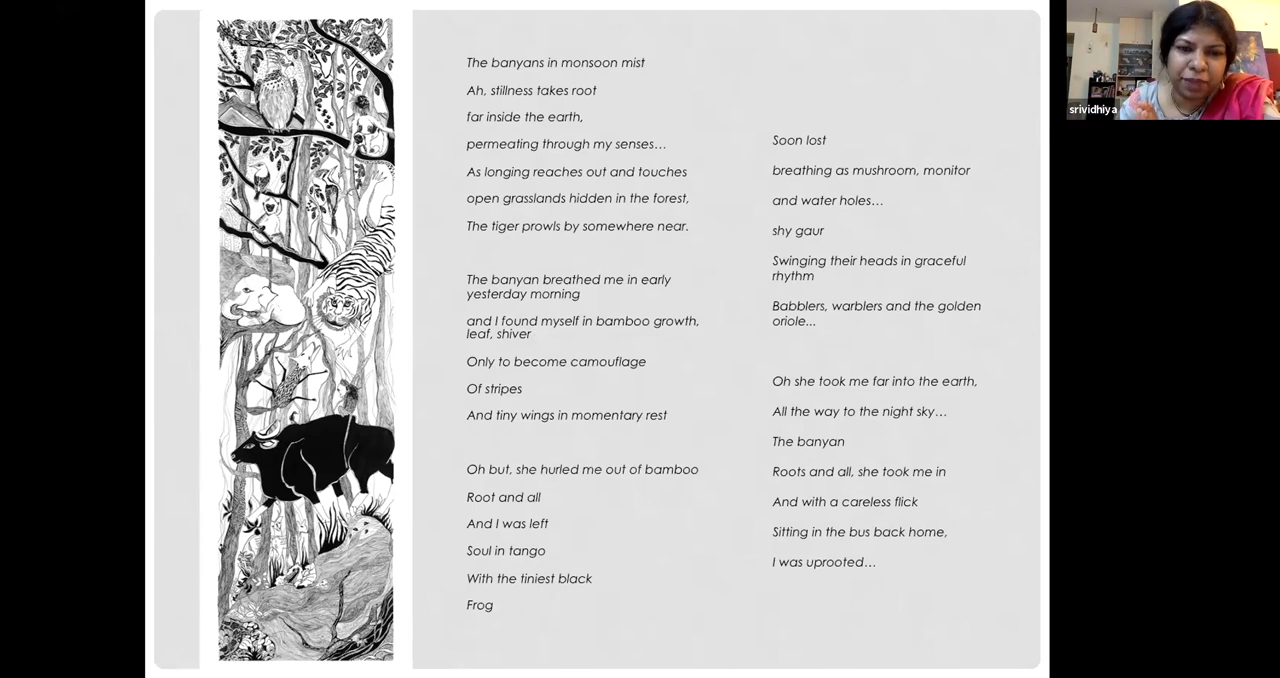 The banyans in monsoon mist
Ah, stillness takes root
far inside the earth,
permeating through my senses…
As longing reaches out and touches
open grasslands hidden in the forest,
The tiger prowls by somewhere near.
The banyan breathed me in early
yesterday morning
and I found myself in bamboo growth,
leaf, shiver
Only to become camouflage
Of stripes
And tiny wings in momentary rest
Oh but, she hurled me out of bamboo
Root and all
And I was left
Soul in tango
With the tiniest black
Frog
Soon lost
breathing as mushroom, monitor
and water holes…
shy gaur
Swinging their heads in graceful
rhythm
Babblers, warblers and the golden
oriole...
Oh she took me far into the earth,
All the way to the night sky…
The banyan
Roots and all, she took me in
And with a careless flick
Sitting in the bus back home,
I was uprooted…
srividhiya